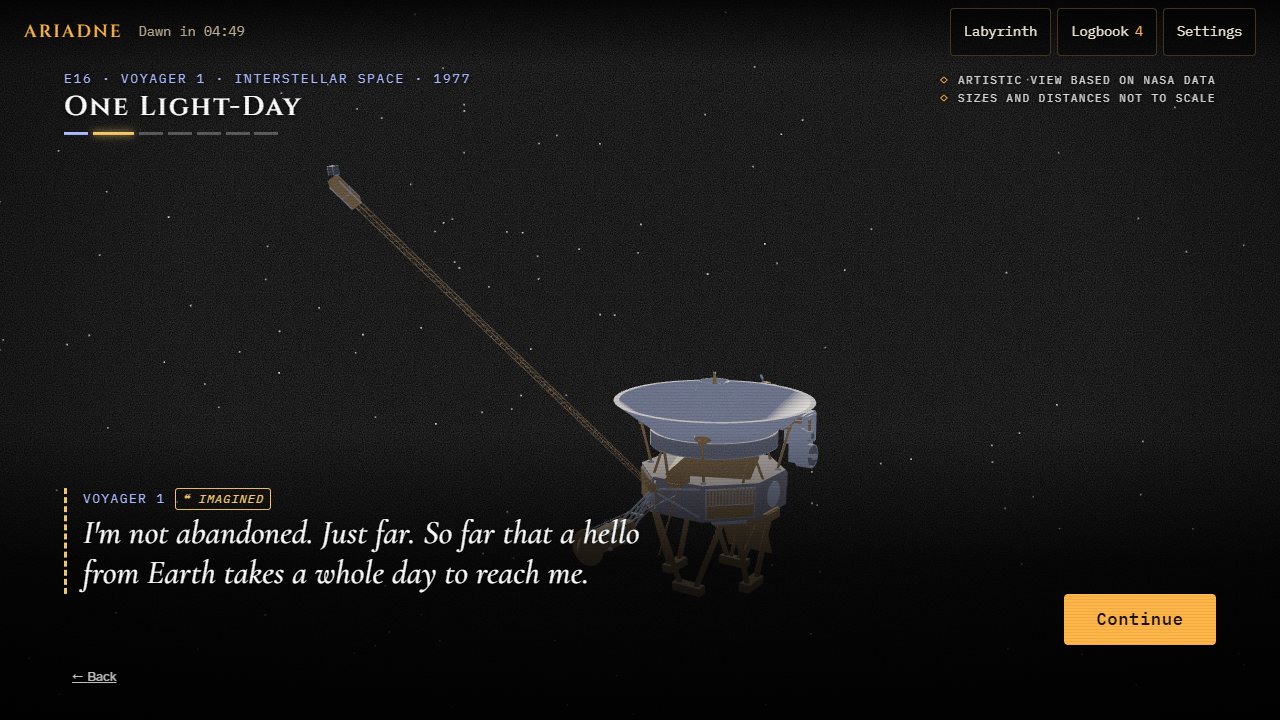 ARIADNE Dawn in 04:49 Labyrinth Logbook 4 Settings
E16 · VOYAGER 1 · INTERSTELLAR SPACE · 1977
One Light-Day
◇ ARTISTIC VIEW BASED ON NASA DATA
◇ SIZES AND DISTANCES NOT TO SCALE
VOYAGER 1 ❝ IMAGINED
I'm not abandoned. Just far. So far that a hello
from Earth takes a whole day to reach me.
Continue
← Back